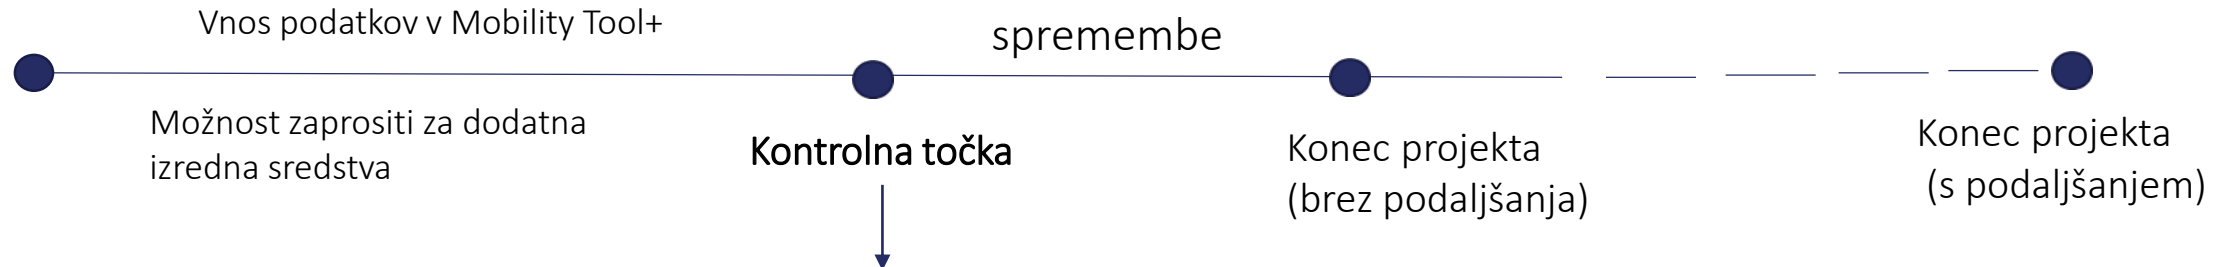 Vnos podatkov v Mobility Tool+
spremembe
Možnost zaprositi za dodatna
izredna sredstva
Kontrolna točka
Konec projekta
(brez podaljšanja)
Konec projekta
(s podaljšanjem)